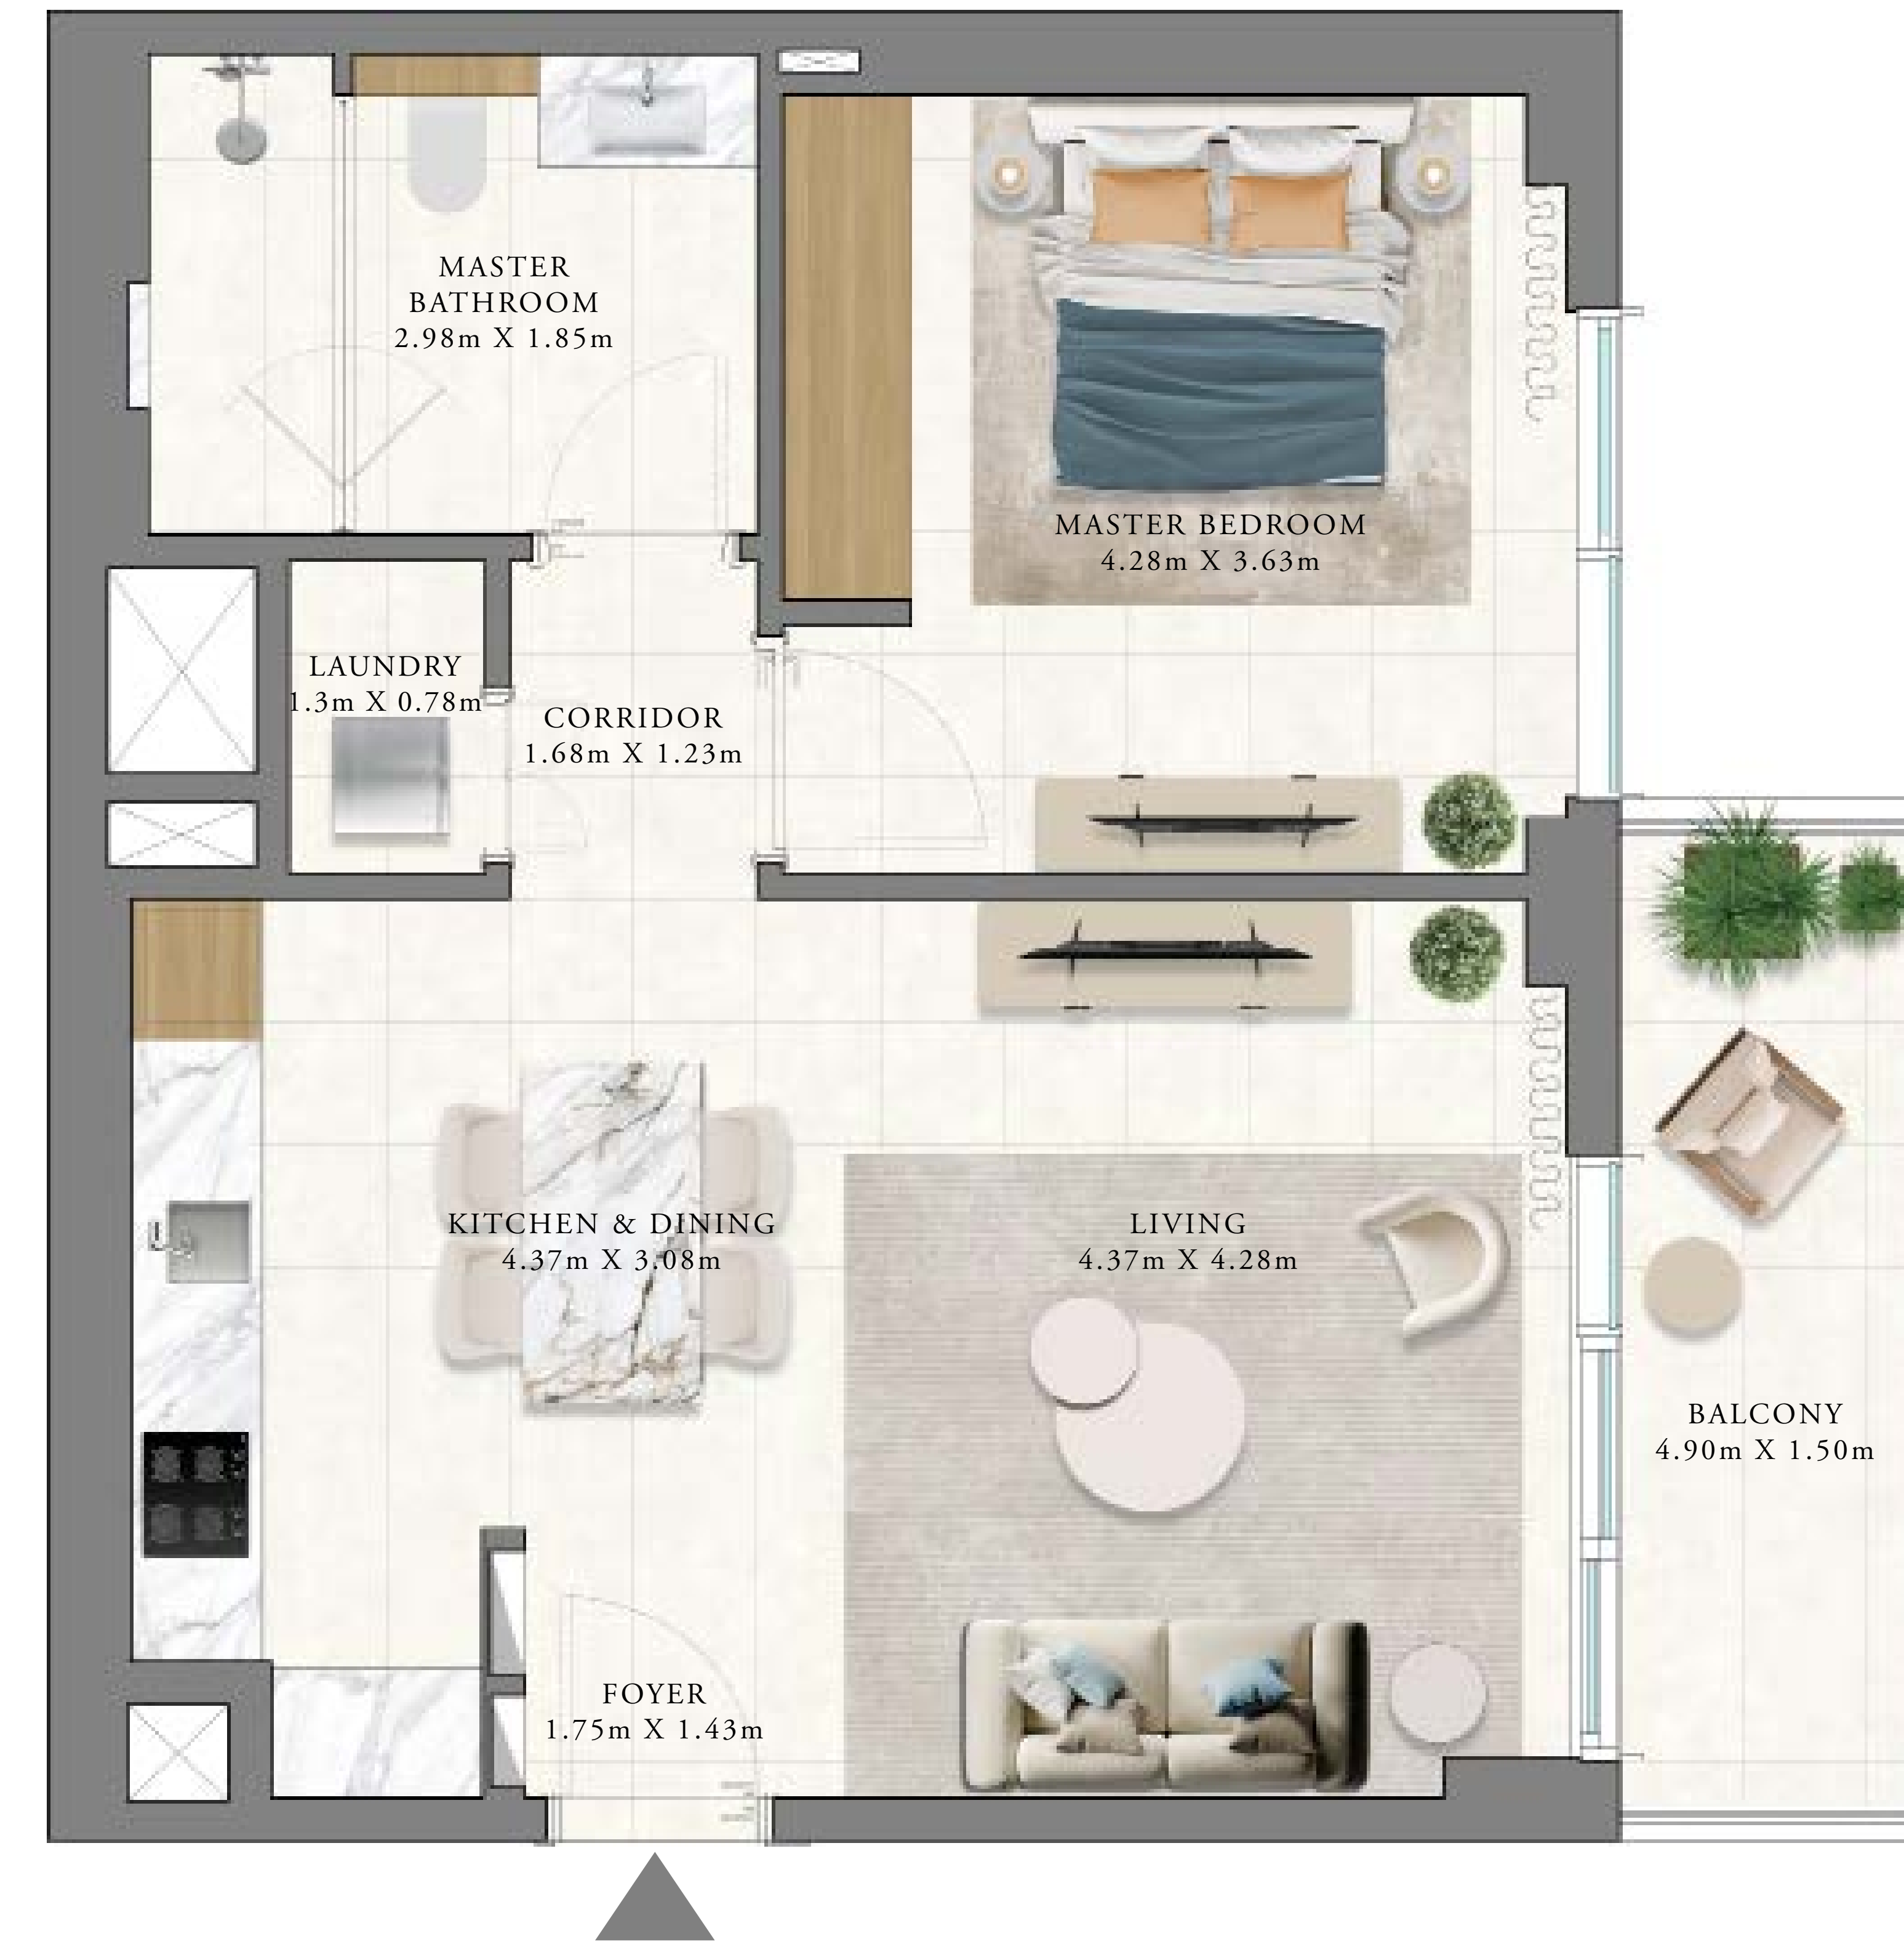 MASTER
BATHROOM
2.98m X 1.85m
MASTER BEDROOM
4.28m X 3.63m
LAUNDRY
1.3m X 0.78m
CORRIDOR
1.68m X 1.23m
KITCHEN & DINING
4.37m X 3.08m
LIVING
4.37m X 4.28m
BALCONY
4.90m X 1.50m
FOYER
1.75m X 1.43m